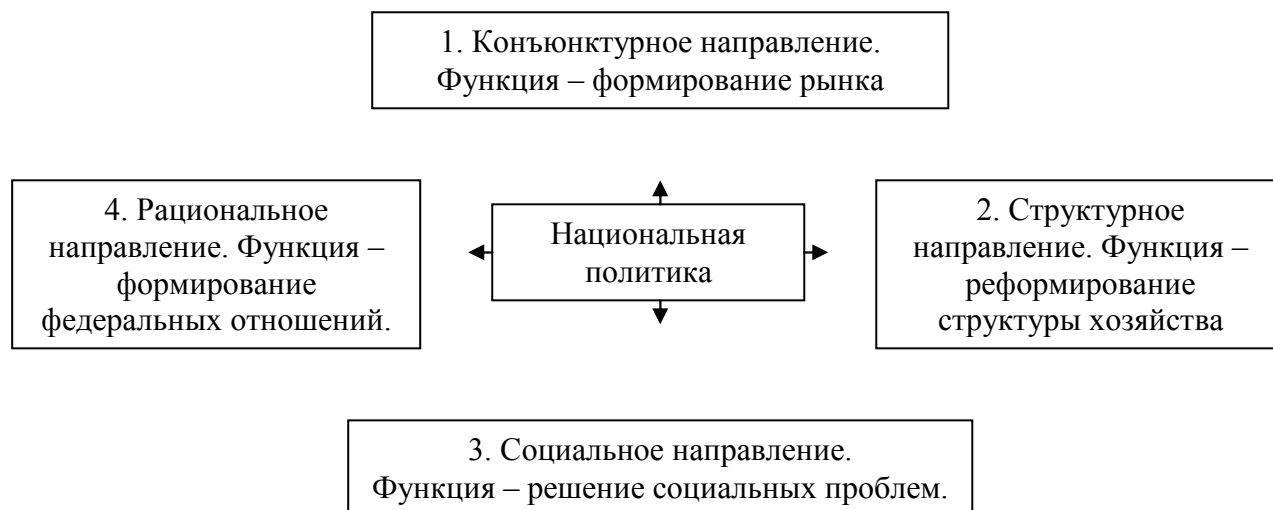 1. Конъюнктурное направление.
Функция – формирование рынка
4. Рациональное
направление. Функция –
формирование
федеральных отношений.
Национальная
политика
2. Структурное
направление. Функция –
реформирование
структуры хозяйства
3. Социальное направление.
Функция – решение социальных проблем.